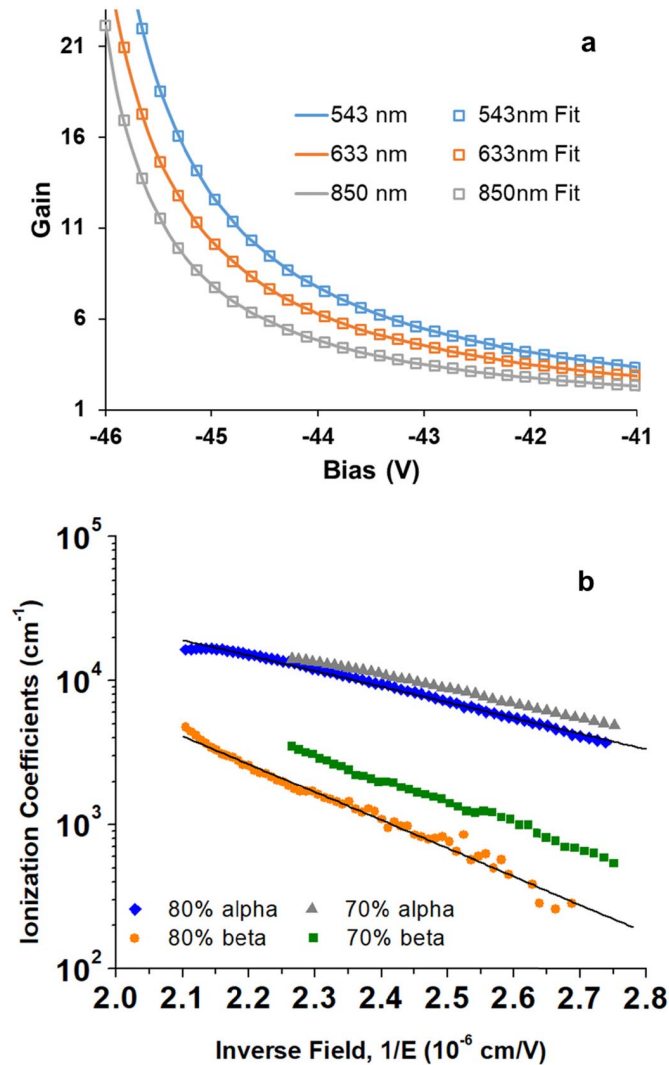 21
a
543 nm 543nm Fit
16
633 nm 633nm Fit
850 nm 850nm Fit
11
Gain
6
1
-46 -45 -44 -43 -42 -41
Bias (V)
10^5
b
Ionization Coefficients (cm^-1)
10^4
10^3
80% alpha 70% alpha
80% beta 70% beta
10^2
2.0 2.1 2.2 2.3 2.4 2.5 2.6 2.7 2.8
Inverse Field, 1/E (10^-6 cm/V)